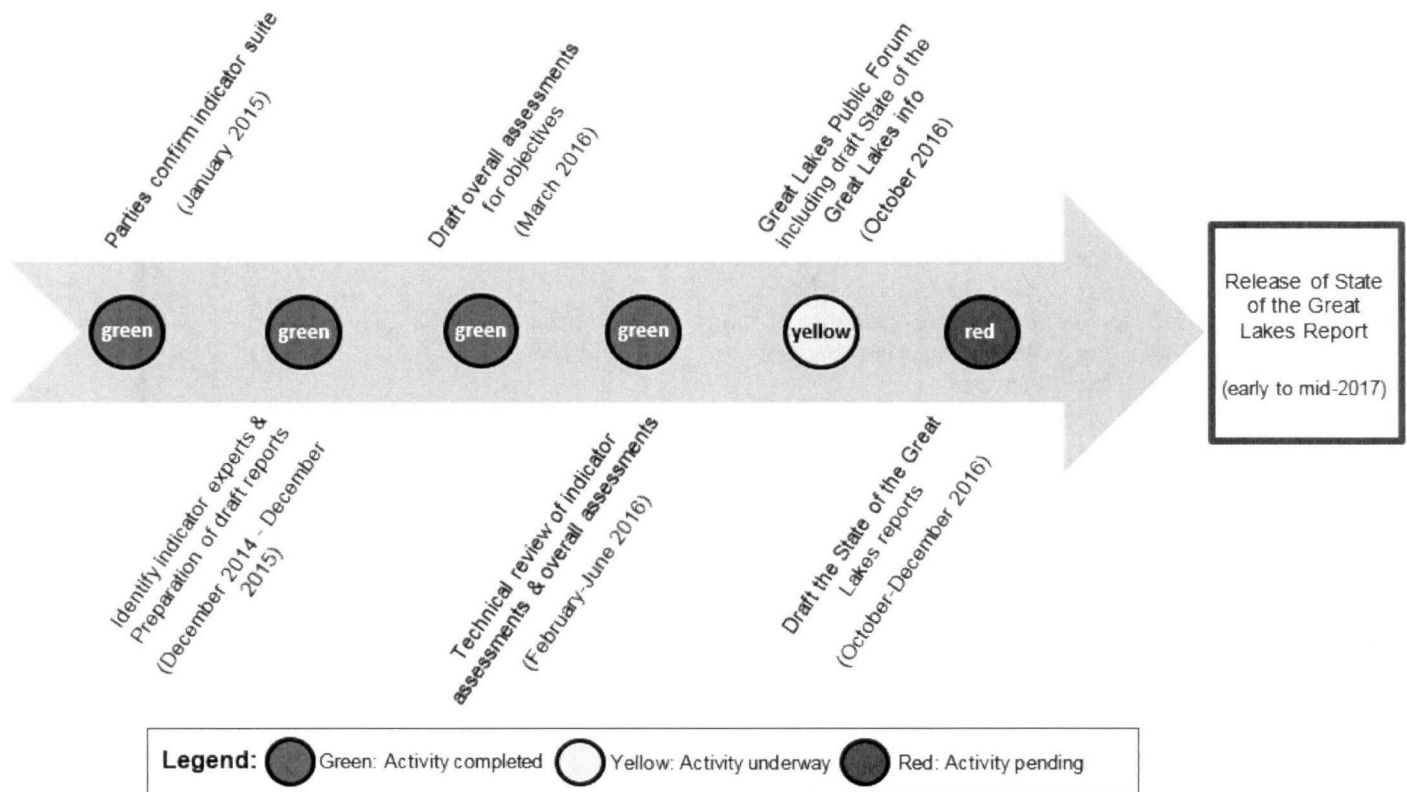 Parties confirm indicator suite
(January 2015)
Draft overall assessments
for objectives
(March 2016)
Great Lakes Public Forum
including draft State of the
Great Lakes info
(October 2016)
green
green
green
green
yellow
red
Release of State
of the Great
Lakes Report
(early to mid-2017)
Identify indicator experts &
Preparation of draft reports
(December 2014 - December
2015)
Technical review of indicator
assessments & overall assessments
(February-June 2016)
Draft the State of the Great
Lakes reports
(October-December 2016)
Legend: Green: Activity completed Yellow: Activity underway Red: Activity pending